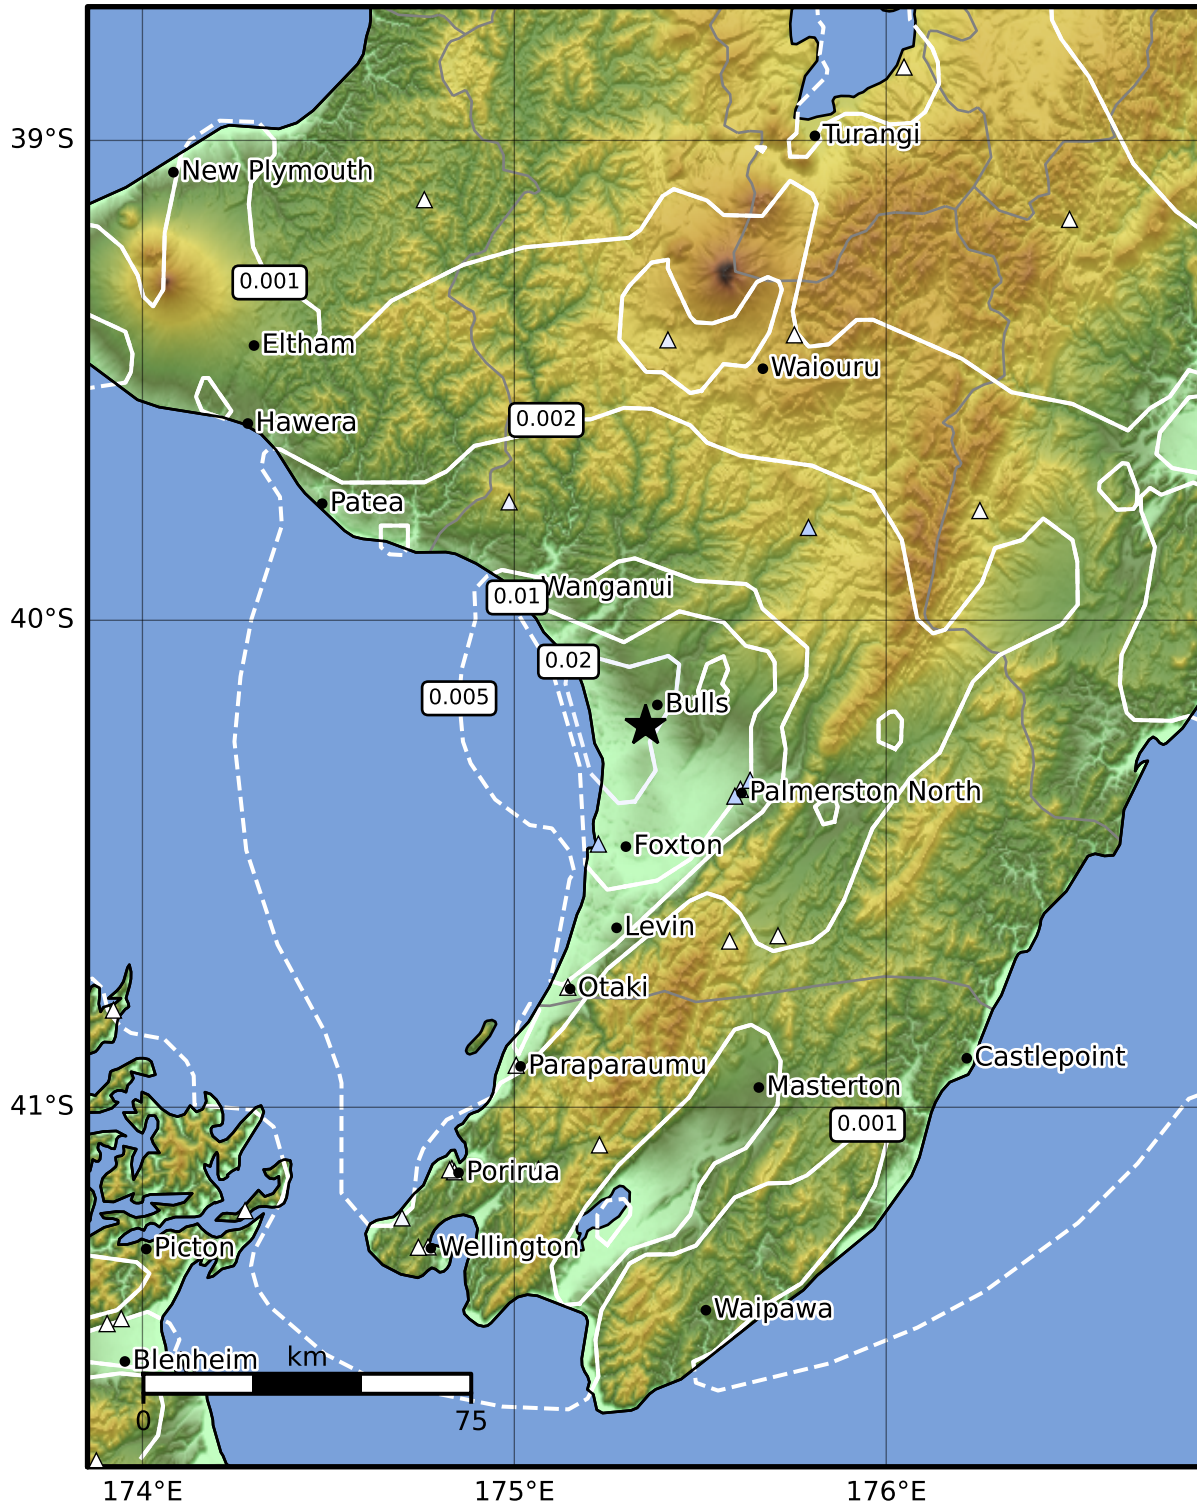 39°S
Turangi
New Plymouth
0.001
Eltham
Waiouru
0.002
Hawera
Patea
Wanganui
0.01
40°S
0.02
0.005
Bulls
Palmerston North
Foxton
Levin
Otaki
Castlepoint
Paraparaumu
Masterton
41°S
0.001
Porirua
Picton
Wellington
Waipawa
Blenheim
km
0
75
174°E
175°E
176°E